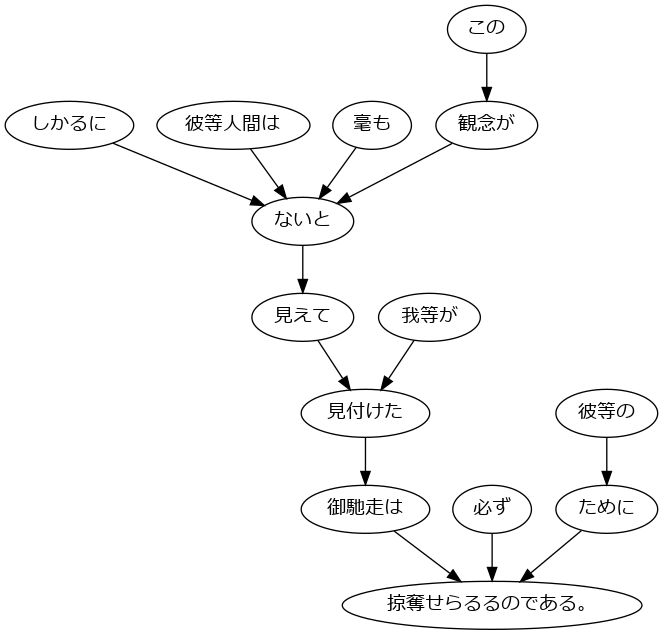 この
しかるに 彼等人間は 毫も 観念が
ないと
見えて 我等が
見付けた 彼等の
御馳走は 必ず ために
掠奪せらるるのである。